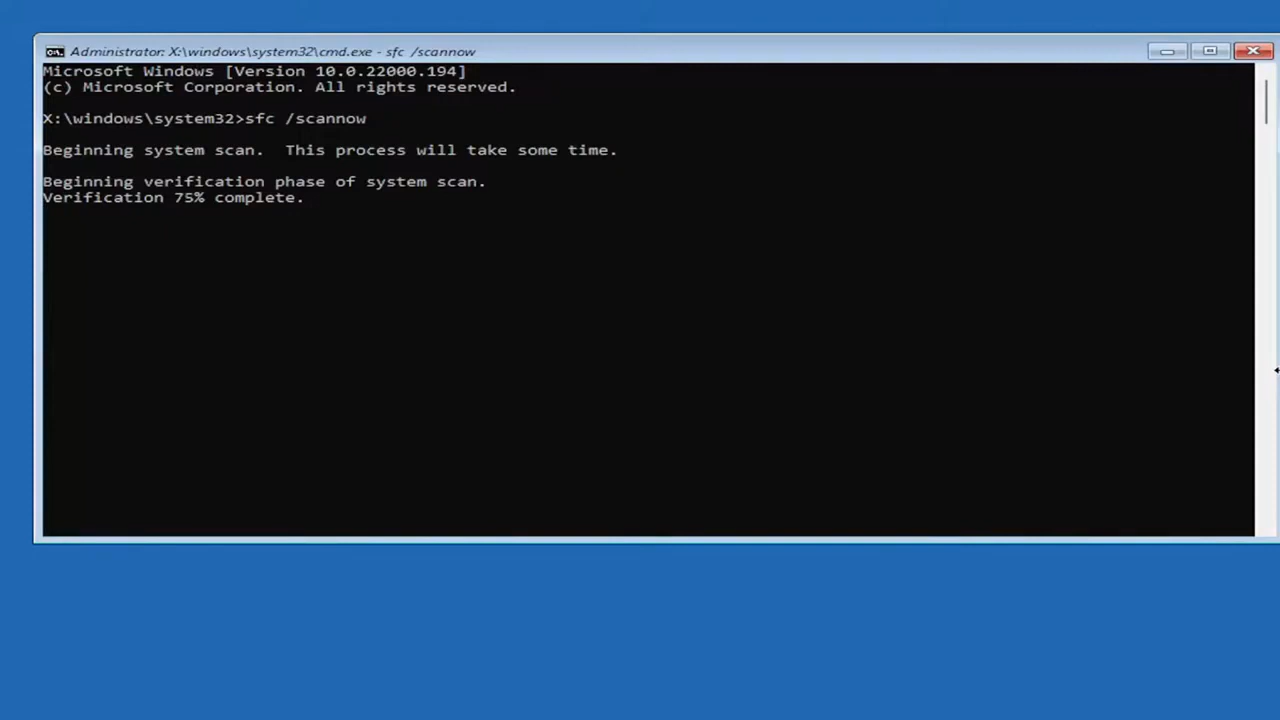 Administrator: X:\windows\system32\cmd.exe - sfc /scannow
Microsoft Windows [Version 10.0.22000.194]
(c) Microsoft Corporation. All rights reserved.
X:\windows\system32>sfc /scannow
Beginning system scan.  This process will take some time.
Beginning verification phase of system scan.
Verification 75% complete.